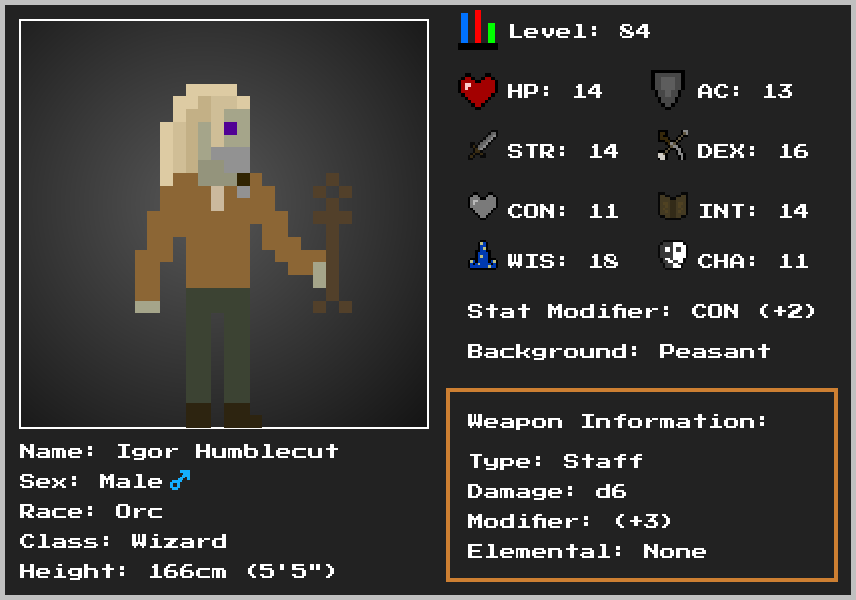 Level: 84
HP: 14
AC: 13
STR: 14
DEX: 16
CON: 11
INT: 14
WIS: 18
CHA: 11
Stat Modifier: CON (+2)
Background: Peasant
Weapon Information:
Type: Staff
Damage: d6
Modifier: (+3)
Elemental: None
Name: Igor Humblecut
Sex: Male♂
Race: Orc
Class: Wizard
Height: 166cm (5'5")